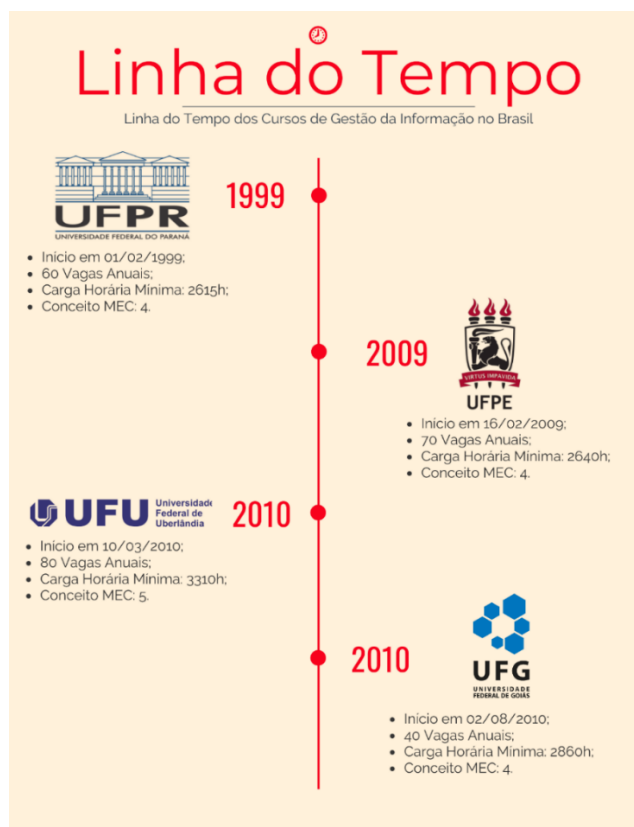 Linha do Tempo
Linha do Tempo dos Cursos de Gestão da Informação no Brasil
UFPR
UNIVERSIDADE FEDERAL DO PARANÁ
1999
• Início em 01/02/1999;
• 60 Vagas Anuais;
• Carga Horária Mínima: 2615h;
• Conceito MEC: 4.
2009
VIRTUS IMPAVIDA
UFPE
• Início em 16/02/2009;
• 70 Vagas Anuais;
• Carga Horária Mínima: 2640h;
• Conceito MEC: 4.
UFU
Universidade
Federal de
Uberlândia
2010
• Início em 10/03/2010;
• 80 Vagas Anuais;
• Carga Horária Mínima: 3310h;
• Conceito MEC: 5.
2010
UFG
UNIVERSIDADE
FEDERAL DE GOIÁS
• Início em 02/08/2010;
• 40 Vagas Anuais;
• Carga Horária Mínima: 2860h;
• Conceito MEC: 4.